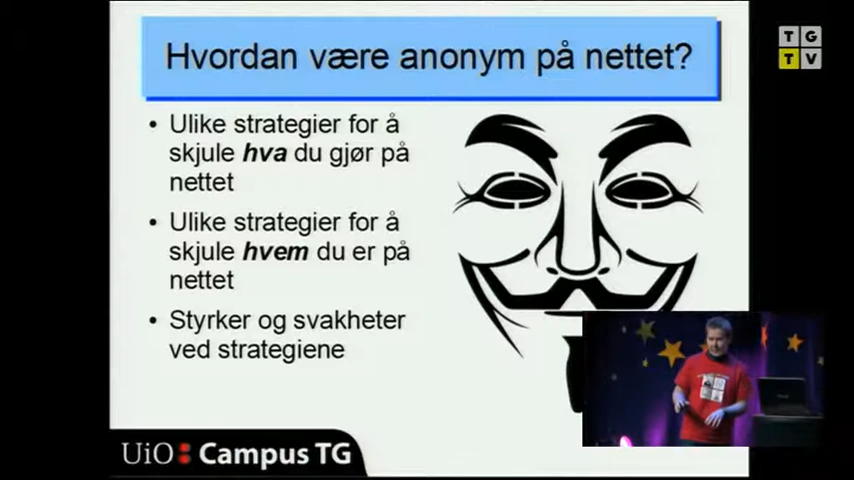 Hvordan være anonym på nettet?
TG
TV
• Ulike strategier for å
skjule hva du gjør på
nettet
• Ulike strategier for å
skjule hvem du er på
nettet
• Styrker og svakheter
ved strategiene
UiO: Campus TG